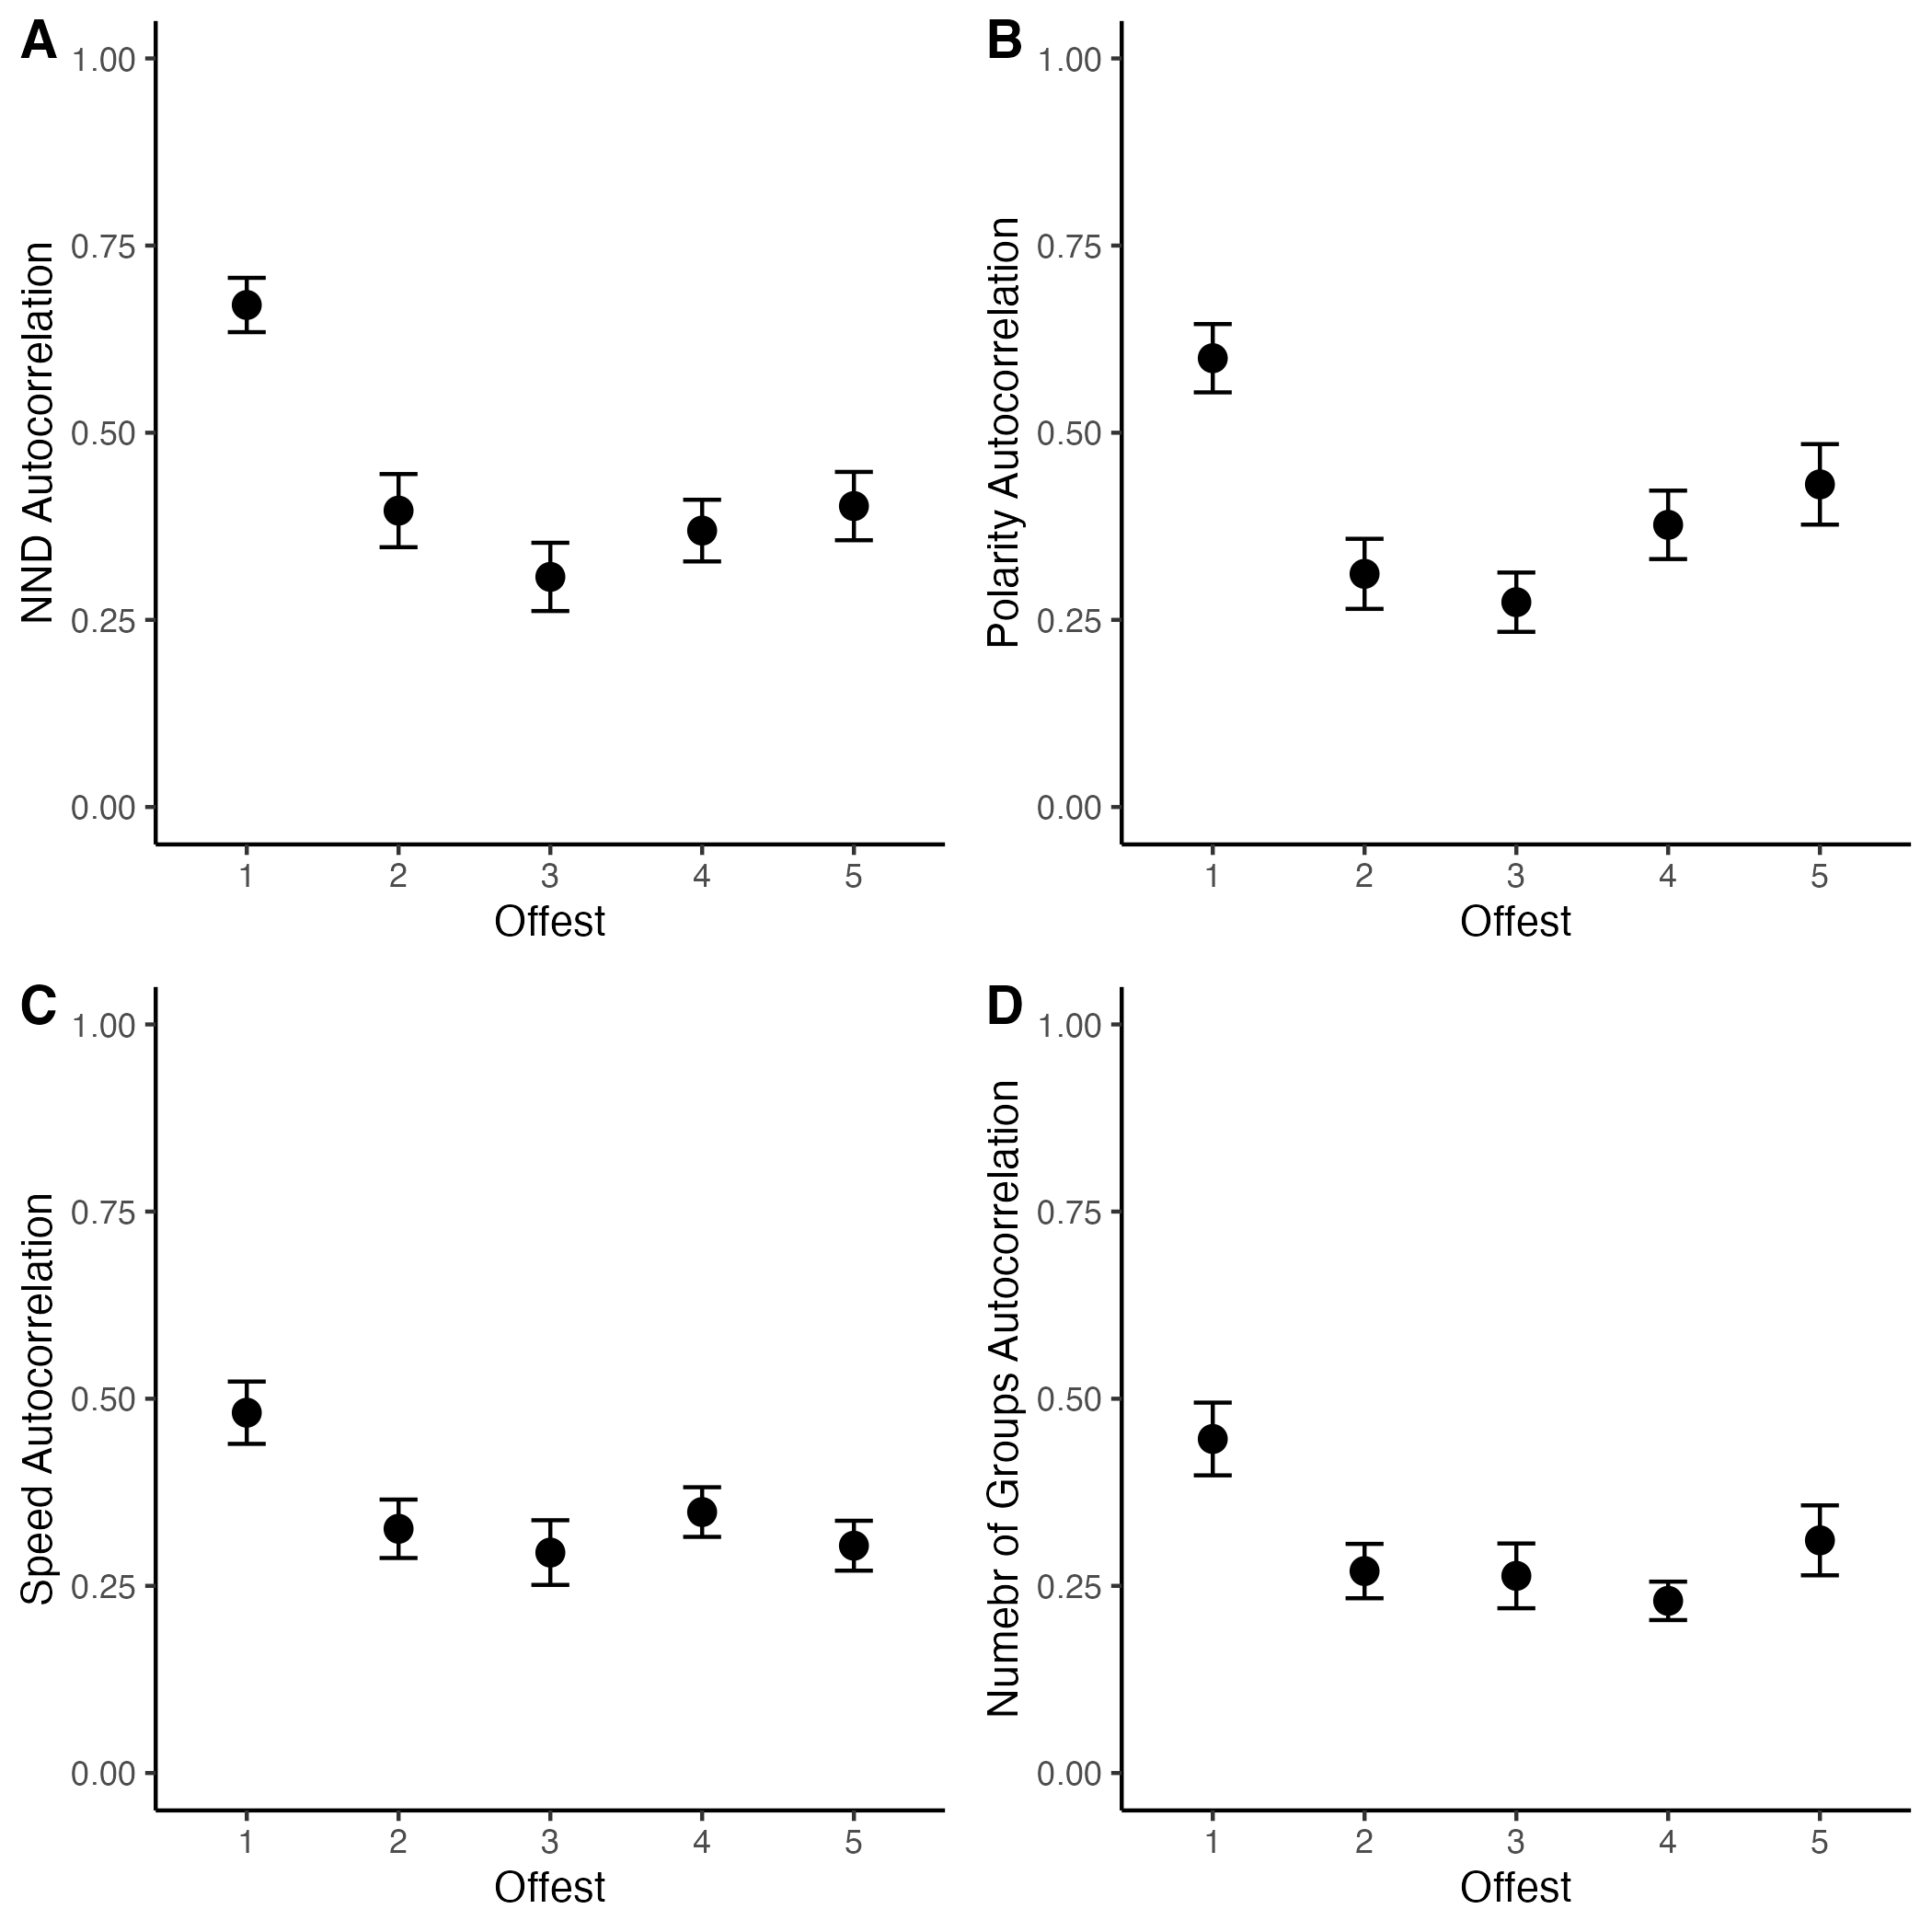 A
1.00
0.75
0.50
0.25
0.00
NND Autocorrelation
1 2 3 4 5
Offest
B
1.00
0.75
0.50
0.25
0.00
Polarity Autocorrelation
1 2 3 4 5
Offest
C
1.00
0.75
0.50
0.25
0.00
Speed Autocorrelation
1 2 3 4 5
Offest
D
1.00
0.75
0.50
0.25
0.00
Numebr of Groups Autocorrelation
1 2 3 4 5
Offest